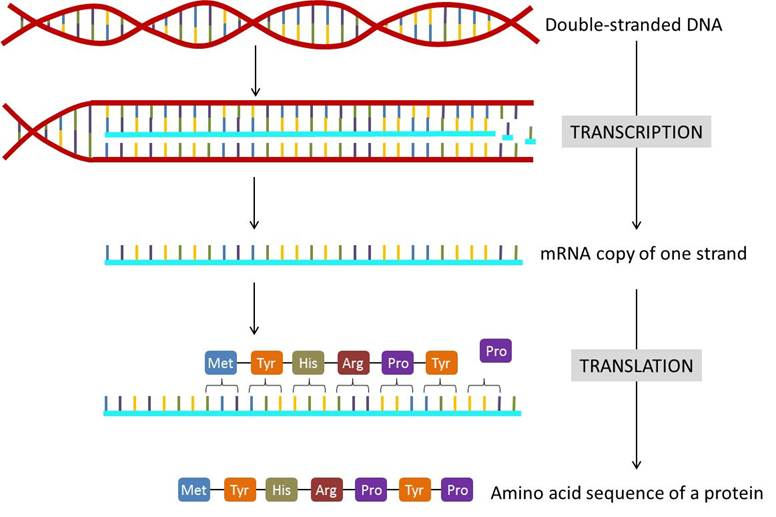 Double-stranded DNA
TRANSCRIPTION
mRNA copy of one strand
Pro
Met Tyr His Arg Pro Tyr
TRANSLATION
Met Tyr His Arg Pro Tyr Pro
Amino acid sequence of a protein